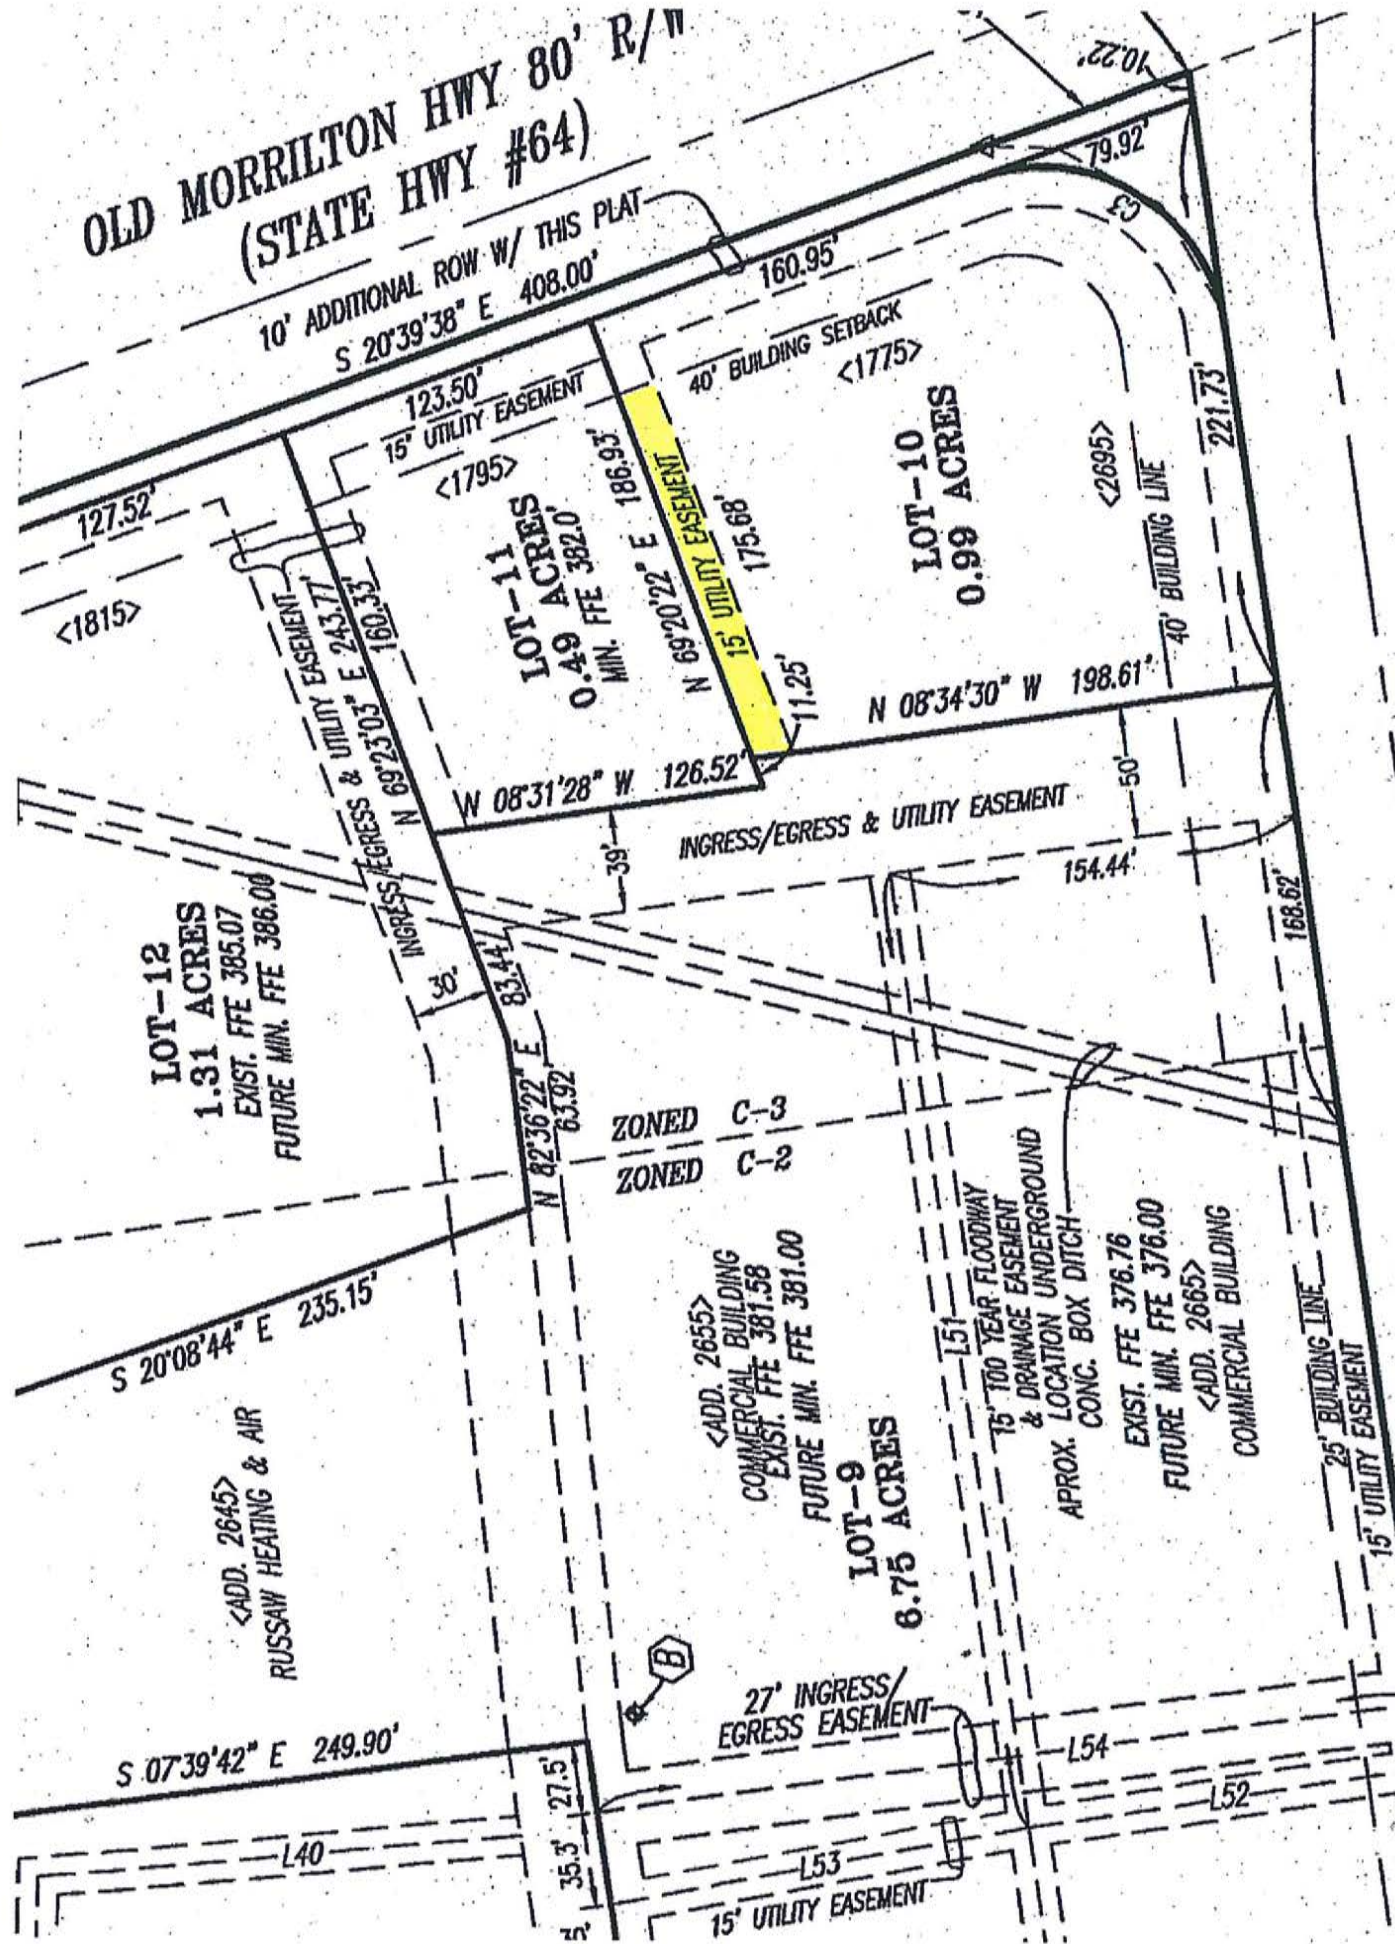 OLD MORRILTON HWY 80' R/W
(STATE HWY #64)
10' ADDITIONAL ROW W/ THIS PLAT
S 20°39'38" E 408.00'
10.22'
79.92'
C3
160.95'
123.50'
127.52'
15' UTILITY EASEMENT
40' BUILDING SETBACK
<1775>
<1795>
<1815>
<2695>
221.73'
40' BUILDING LINE
LOT-10
0.99 ACRES
LOT-11
0.49 ACRES
MIN. FFE 382.0'
N 69°20'22" E 186.93'
15' UTILITY EASEMENT
175.68'
11.25'
INGRESS/EGRESS & UTILITY EASEMENT
N 69°23'03" E 243.77'
160.33'
N 08°34'30" W 198.61'
W 08°31'28" W 126.52'
39'
INGRESS/EGRESS & UTILITY EASEMENT
50'
154.44'
168.62'
LOT-12
1.31 ACRES
EXIST. FFE 385.07
FUTURE MIN. FFE 386.00
30'
83.44'
N 82°36'22" E
63.92'
ZONED C-3
ZONED C-2
S 20°08'44" E 235.15'
<ADD. 2645>
RUSSAW HEATING & AIR
<ADD. 2655>
COMMERCIAL BUILDING
EXIST. FFE 381.58
FUTURE MIN. FFE 381.00
LOT-9
6.75 ACRES
L51
15' 100 YEAR FLOODWAY
& DRAINAGE EASEMENT
APROX. LOCATION UNDERGROUND
CONC. BOX DITCH
EXIST. FFE 376.76
FUTURE MIN. FFE 376.00
<ADD. 2665>
COMMERCIAL BUILDING
25' BUILDING LINE
15' UTILITY EASEMENT
B
27' INGRESS/
EGRESS EASEMENT
S 07°39'42" E 249.90'
27.5'
35.3'
30'
L40
L54
L52
L53
15' UTILITY EASEMENT